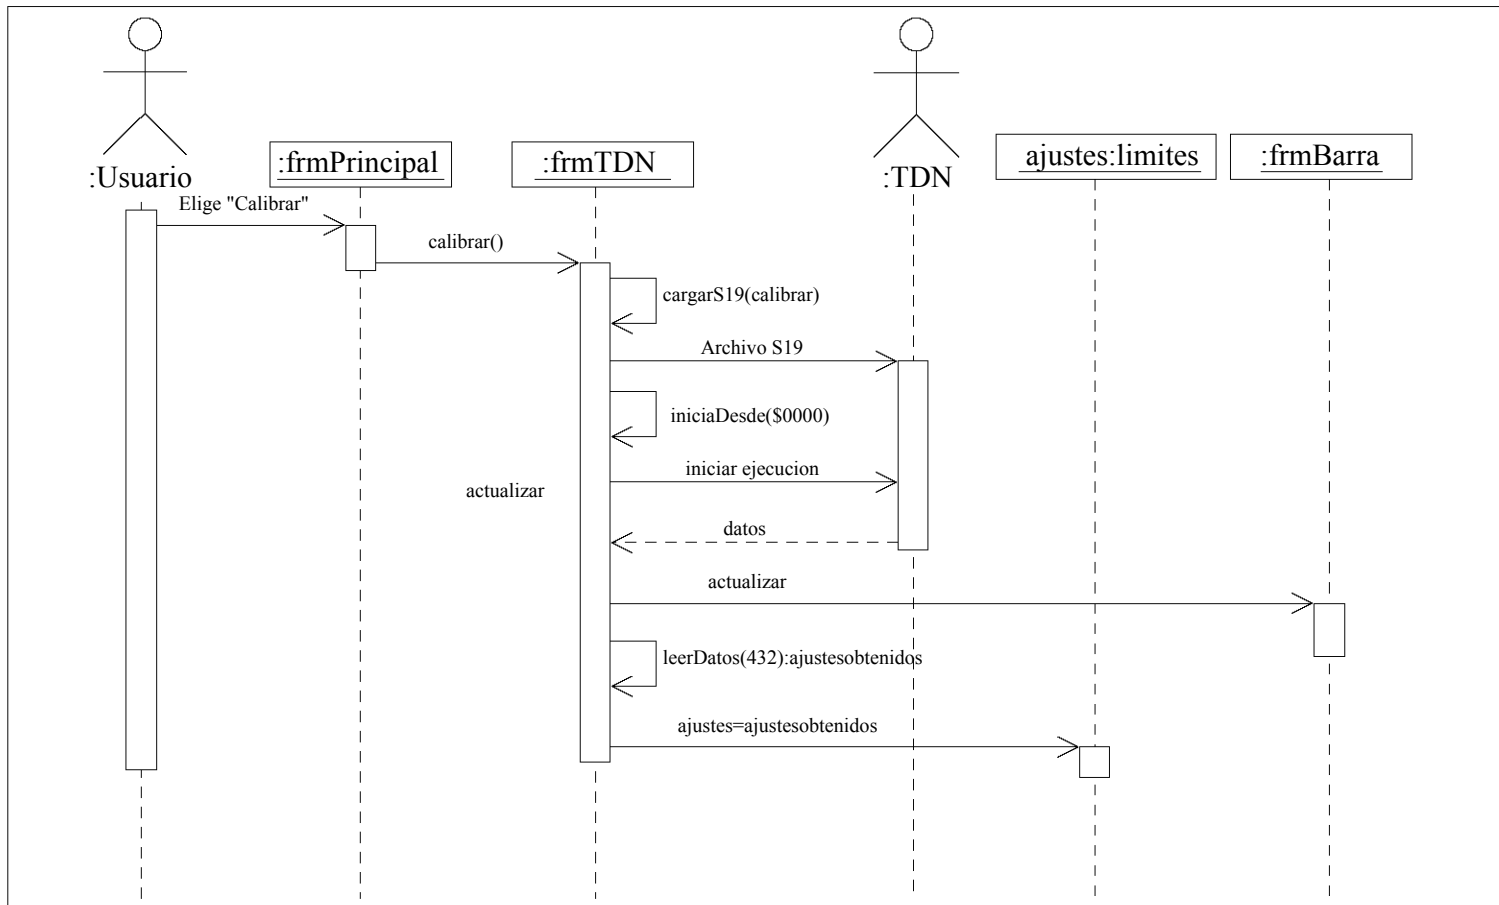 :Usuario
:frmPrincipal
:frmTDN
:TDN
ajustes:limites
:frmBarra
Elige "Calibrar"
calibrar()
cargarS19(calibrar)
Archivo S19
iniciaDesde($0000)
iniciar ejecucion
actualizar
datos
actualizar
leerDatos(432):ajustesobtenidos
ajustes=ajustesobtenidos